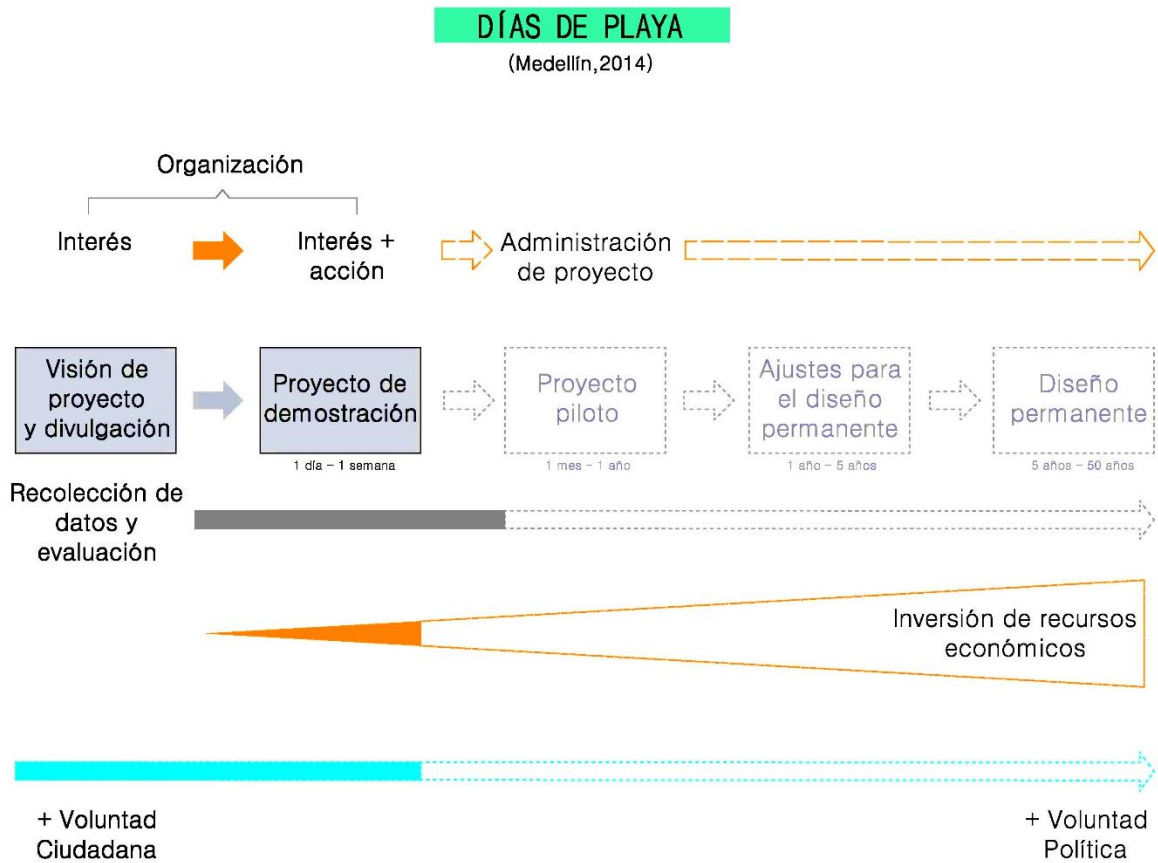 DÍAS DE PLAYA
(Medellín,2014)
Organización
Interés
Interés +
acción
Administración
de proyecto
Visión de
proyecto
y divulgación
Proyecto de
demostración
1 día – 1 semana
Proyecto
piloto
1 mes – 1 año
Ajustes para
el diseño
permanente
1 año – 5 años
Diseño
permanente
5 años – 50 años
Recolección de
datos y
evaluación
Inversión de recursos
económicos
+ Voluntad
Ciudadana
+ Voluntad
Política